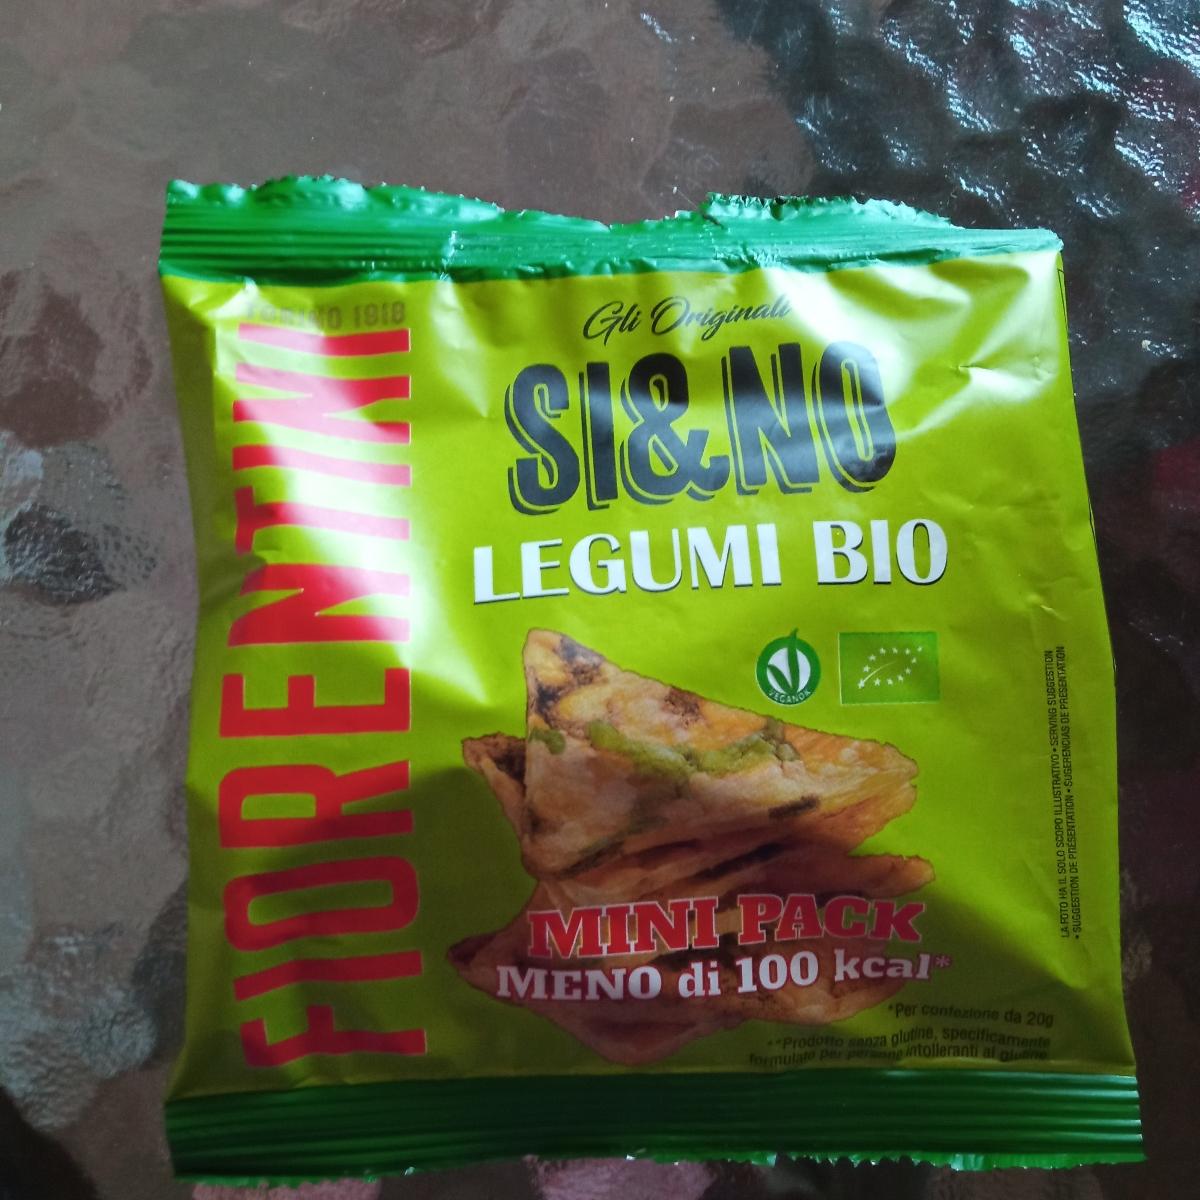 TORINO 1918
FIORENTINI
Gli Originali
SI&NO
LEGUMI BIO
VEGANOK
MINI PACK
MENO di 100 kcal*
*Per confezione da 20g
**Prodotto senza glutine, specificamente
formulato per persone intolleranti al glutine
LA FOTO HA IL SOLO SCOPO ILLUSTRATIVO • SERVING SUGGESTION
• SUGGESTION DE PRÉSENTATION • SUGERENCIAS DE PRESENTATION